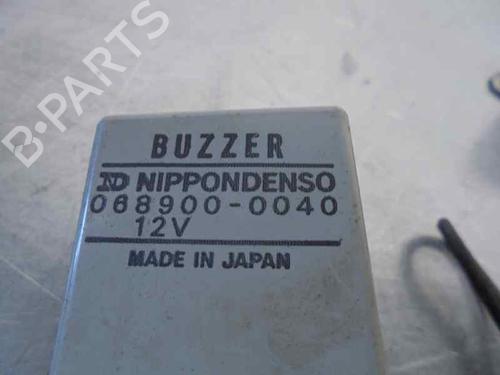 B-PARTS
BUZZER
ND NIPPONDENSO
068900-0040
12V
MADE IN JAPAN